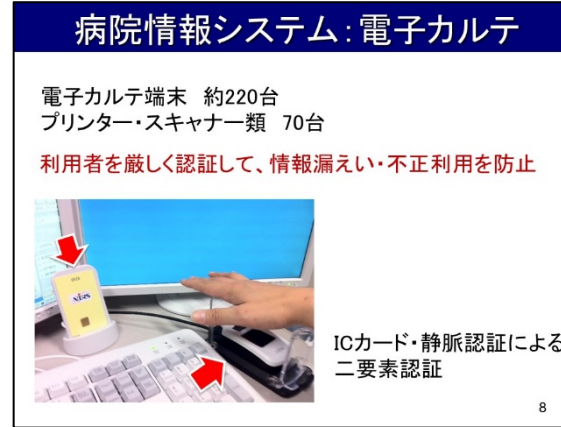 病院情報システム：電子カルテ
電子カルテ端末　約220台
プリンター・スキャナー類　70台
利用者を厳しく認証して、情報漏えい・不正利用を防止
NIRS
ICカード・静脈認証による
二要素認証
8